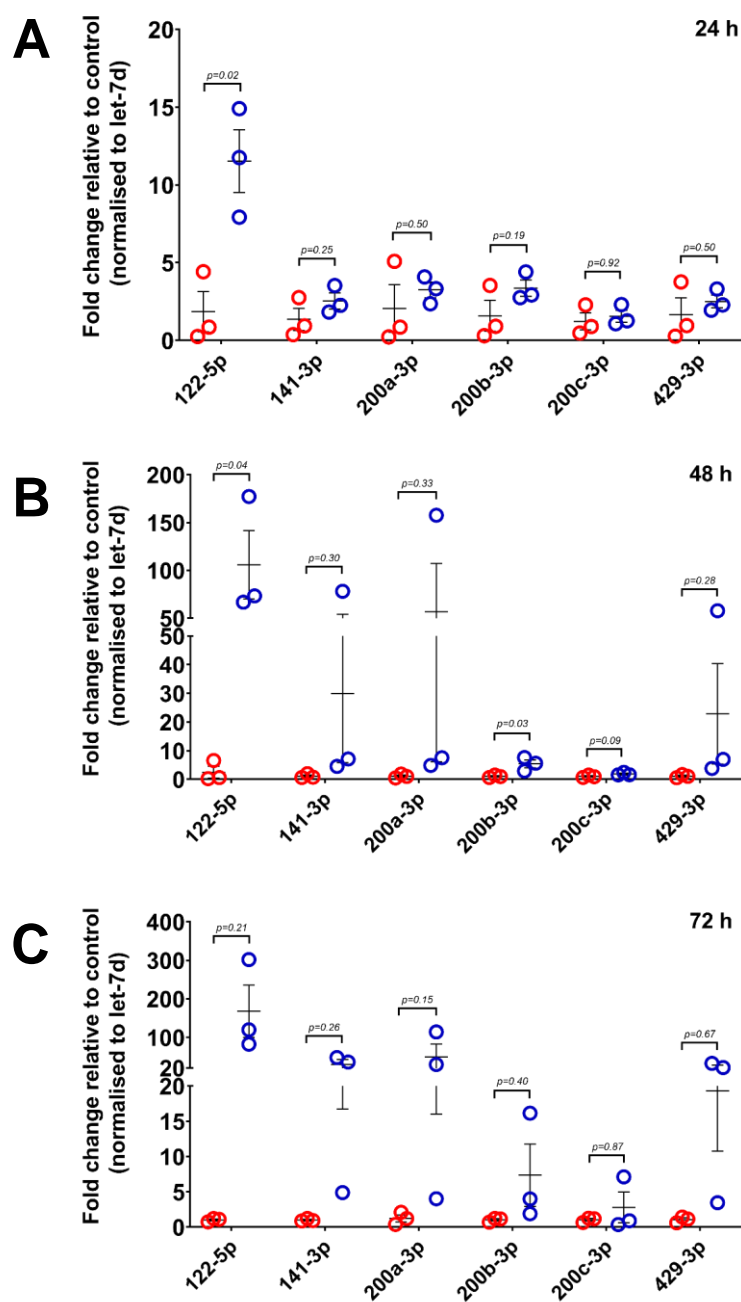 A
24 h
Fold change relative to control
(normalised to let-7d)
20
15
10
5
0
p=0.02
p=0.25
p=0.50
p=0.19
p=0.92
p=0.50
122-5p
141-3p
200a-3p
200b-3p
200c-3p
429-3p
B
48 h
Fold change relative to control
(normalised to let-7d)
200
150
100
50
50
40
30
20
10
0
p=0.04
p=0.30
p=0.33
p=0.03
p=0.09
p=0.28
122-5p
141-3p
200a-3p
200b-3p
200c-3p
429-3p
C
72 h
Fold change relative to control
(normalised to let-7d)
400
300
200
100
20
20
15
10
5
0
p=0.21
p=0.26
p=0.15
p=0.40
p=0.87
p=0.67
122-5p
141-3p
200a-3p
200b-3p
200c-3p
429-3p